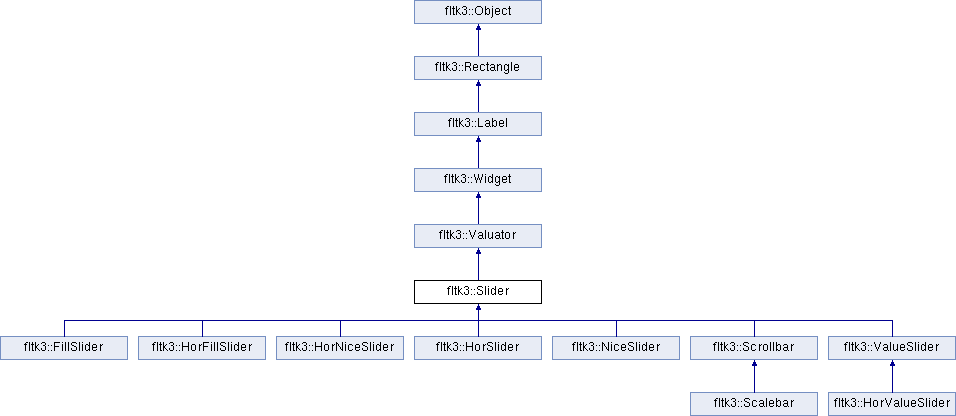 fltk3::Object
fltk3::Rectangle
fltk3::Label
fltk3::Widget
fltk3::Valuator
fltk3::Slider
fltk3::FillSlider
fltk3::HorFillSlider
fltk3::HorNiceSlider
fltk3::HorSlider
fltk3::NiceSlider
fltk3::Scrollbar
fltk3::ValueSlider
fltk3::Scalebar
fltk3::HorValueSlider